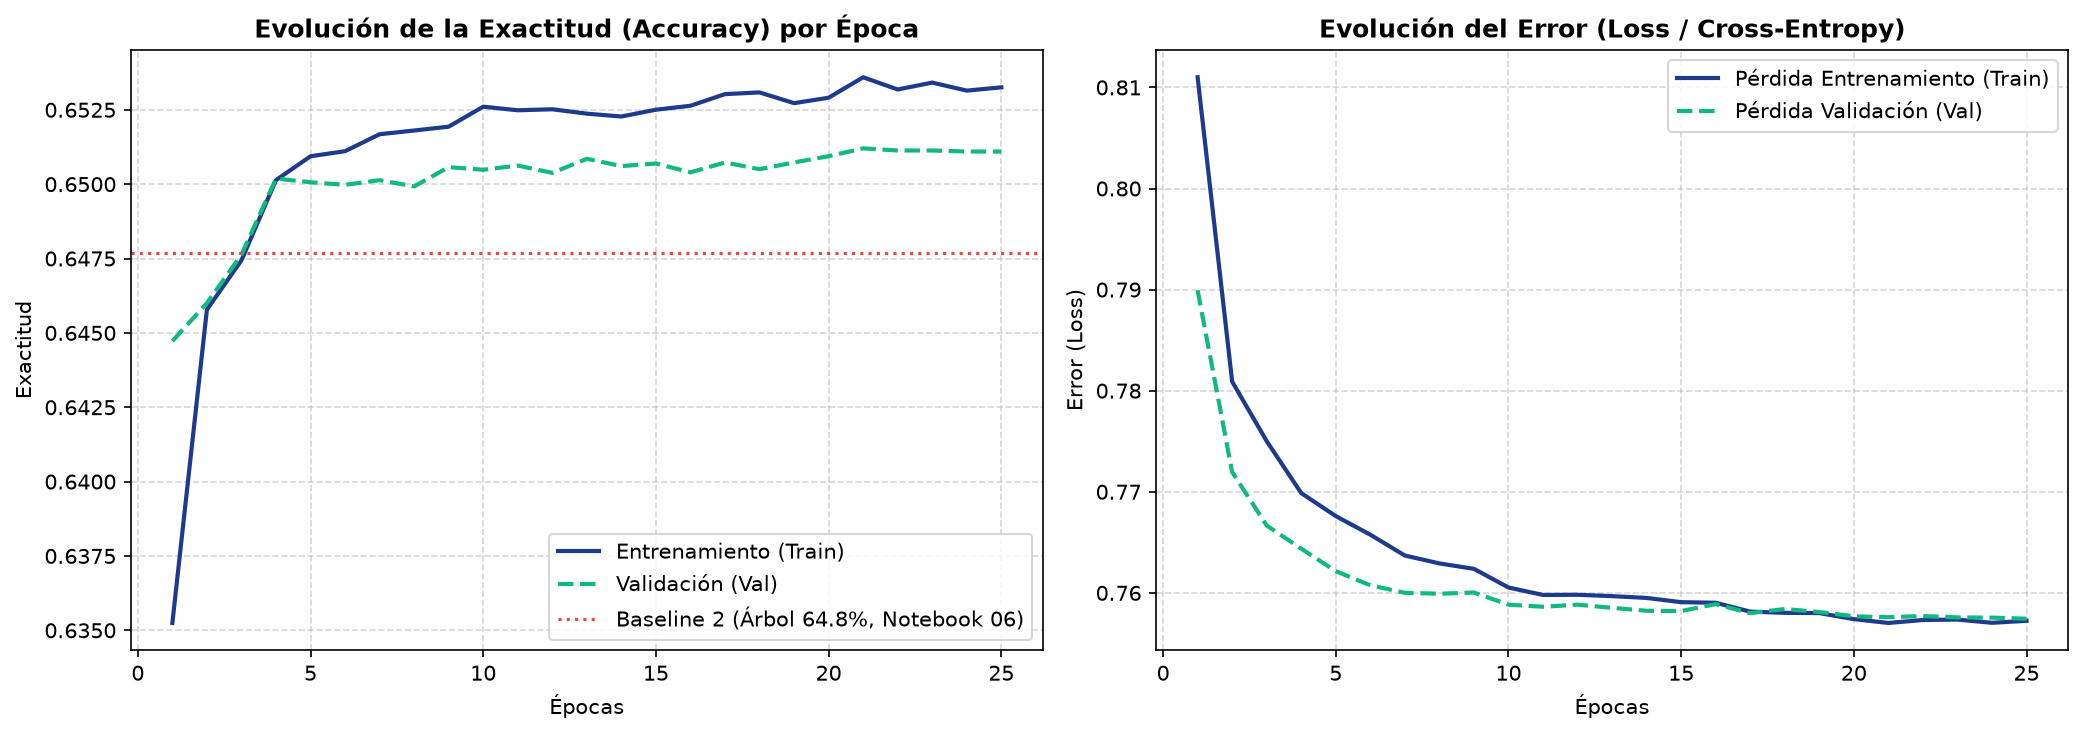 Evolución de la Exactitud (Accuracy) por Época
0.6525
0.6500
0.6475
0.6450
0.6425
0.6400
0.6375
0.6350
Exactitud
Entrenamiento (Train)
Validación (Val)
Baseline 2 (Árbol 64.8%, Notebook 06)
0 5 10 15 20 25
Épocas
Evolución del Error (Loss / Cross-Entropy)
0.81
0.80
0.79
0.78
0.77
0.76
Error (Loss)
Pérdida Entrenamiento (Train)
Pérdida Validación (Val)
0 5 10 15 20 25
Épocas